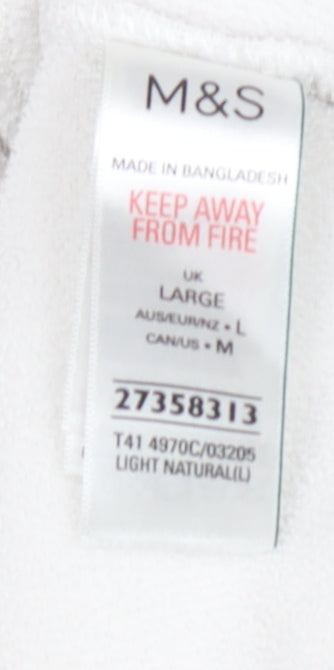 M&S
MADE IN BANGLADESH
KEEP AWAY
FROM FIRE
UK
LARGE
AUS/EUR/NZ • L
CAN/US • M
27358313
T41 4970C/03205
LIGHT NATURAL(L)